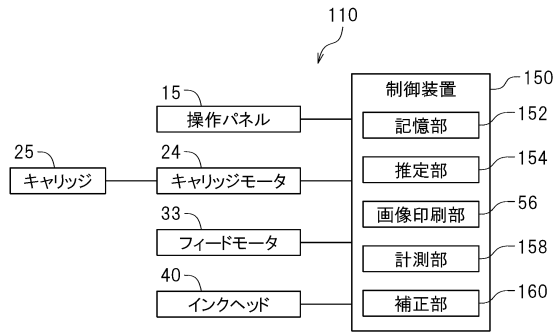 110
制御装置
150
15
操作パネル
記憶部
152
25
キャリッジ
24
キャリッジモータ
推定部
154
画像印刷部
56
33
フィードモータ
計測部
158
40
インクヘッド
補正部
160